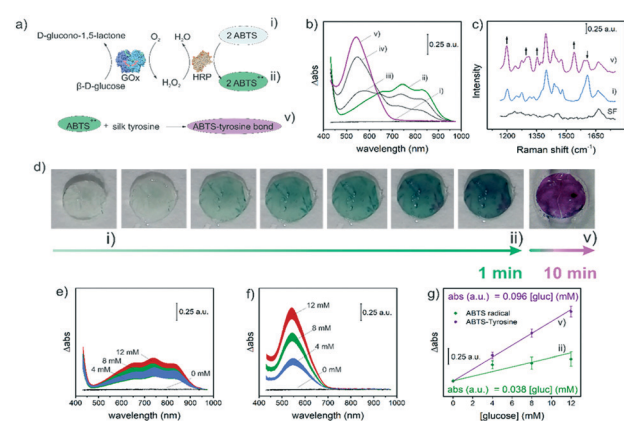 a)
D-glucono-1,5-lactone
O₂
H₂O
2 ABTS
i)
GOx
HRP
β-D-glucose
H₂O₂
2 ABTS
ii)
ABTS
+ silk tyrosine
ABTS-tyrosine bond
v)
b)
0.25 a.u.
v)
iv)
iii)
ii)
i)
Δabs
400 500 600 700 800 900 1000
wavelength (nm)
c)
0.25 a.u.
v)
i)
SF
Intensity
1200 1350 1500 1650
Raman shift (cm⁻¹)
d)
i)
ii)
v)
1 min
10 min
e)
0.25 a.u.
12 mM
8 mM
4 mM
0 mM
Δabs
400 500 600 700 800 900 1000
wavelength (nm)
f)
0.25 a.u.
12 mM
8 mM
4 mM
0 mM
Δabs
400 500 600 700 800 900 1000
wavelength (nm)
g)
abs (a.u.) = 0.096 [gluc] (mM)
ABTS radical
ABTS-Tyrosine
v)
0.25 a.u.
ii)
abs (a.u.) = 0.038 [gluc] (mM)
Δabs
0 2 4 6 8 10 12
[glucose] (mM)